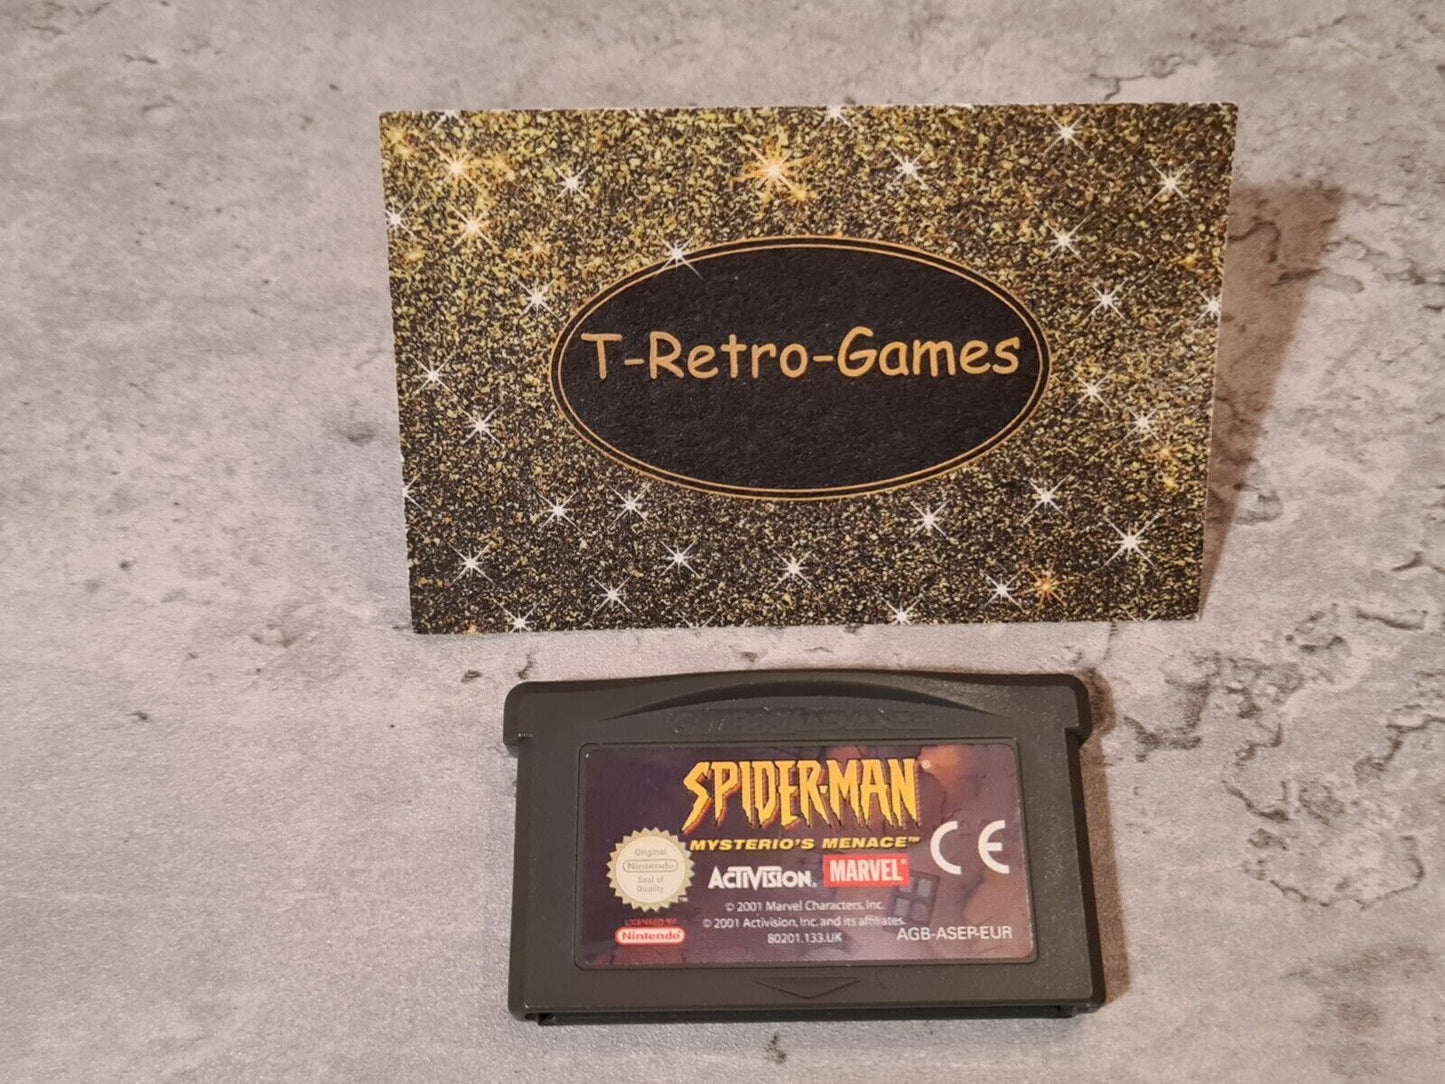 T-Retro-Games
GAME BOY ADVANCE
SPIDER-MAN
MYSTERIO'S MENACE™
Original
Nintendo
Seal of
Quality
ACTIVISION.
MARVEL®
CE
LICENSED BY
Nintendo
© 2001 Marvel Characters, Inc.
© 2001 Activision, Inc. and its affiliates.
80201.133.UK
AGB-ASEP-EUR